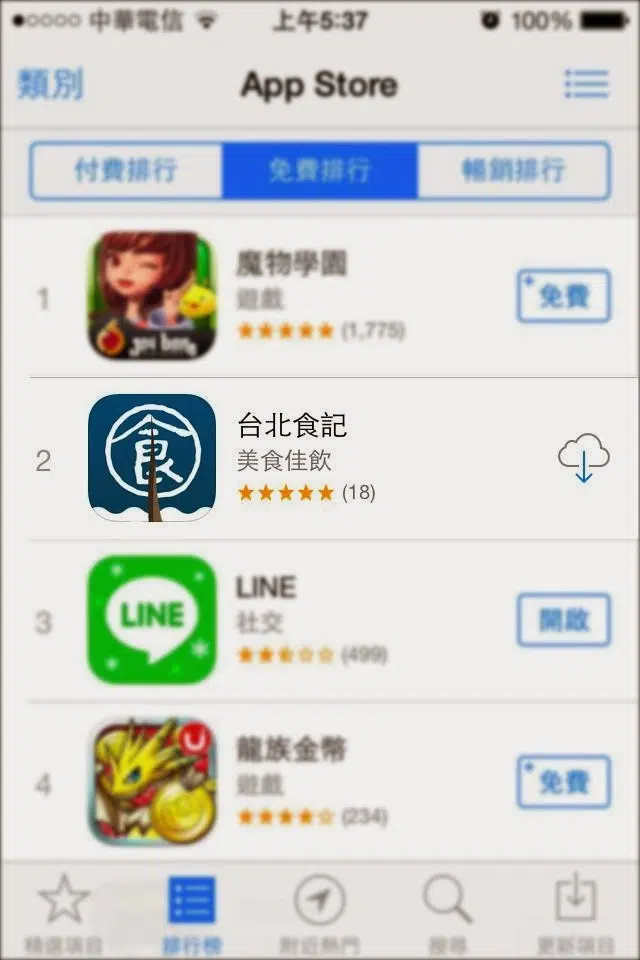 中華電信 上午5:37 100%
類別 App Store
付費排行 免費排行 暢銷排行
1 魔物學園 免費
遊戲
(1,775)
2 台北食記
食
美食佳飲
(18)
3 LINE 開啟
LINE
社交
(499)
4 龍族金幣 免費
遊戲
(234)
精選項目 排行榜 附近熱門 搜尋 更新項目